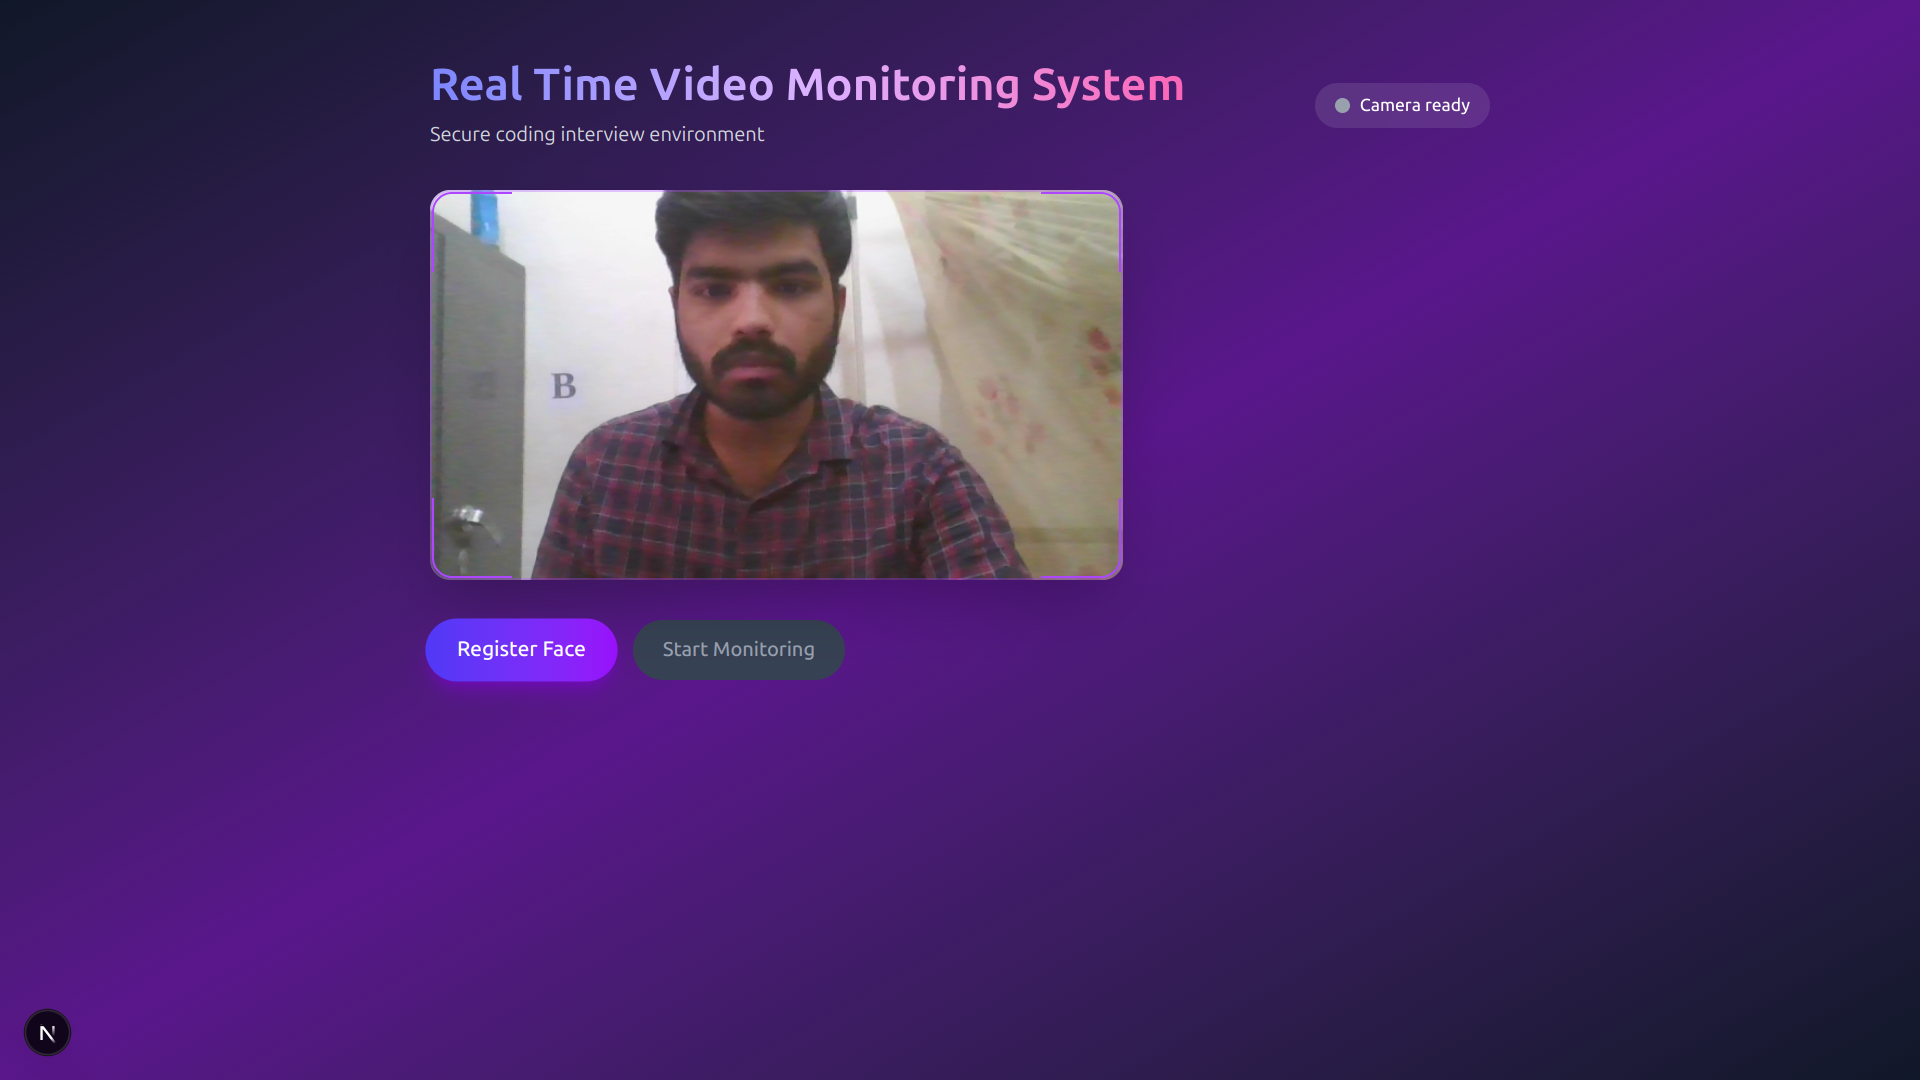 Real Time Video Monitoring System
Secure coding interview environment
Camera ready
B
Register Face
Start Monitoring
N